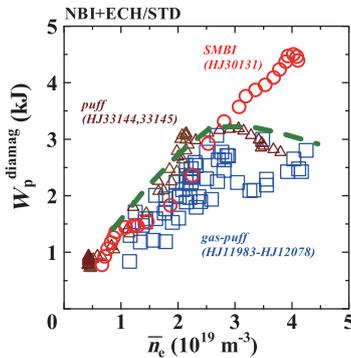 NBI+ECH/STD
5
4
3
2
1
0
W_p^diamag (kJ)
SMBI
(HJ30131)
puff
(HJ33144,33145)
gas-puff
(HJ11983-HJ12078)
1 2 3 4 5
n̅_e (10^19 m^-3)